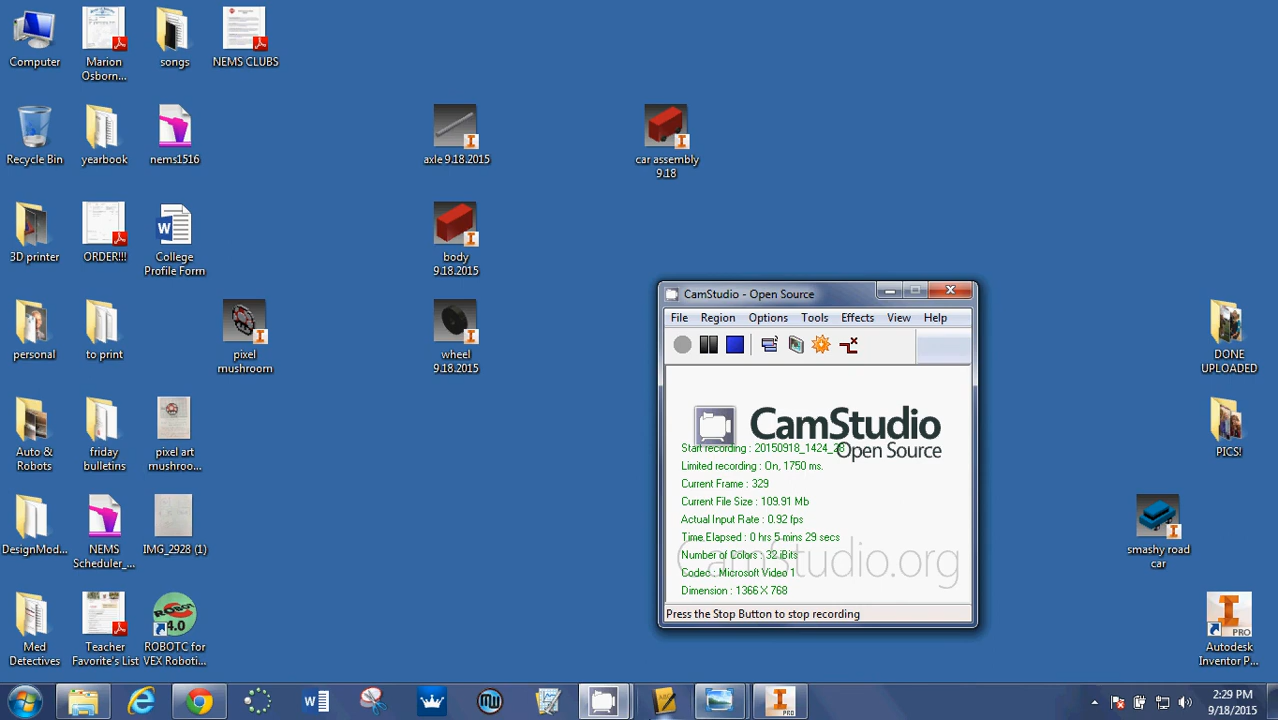 Computer
Marion
Osborn...
songs
NEMS CLUBS
Recycle Bin
yearbook
nems1516
axle 9.18.2015
car assembly
9.18
3D printer
ORDER!!!
College
Profile Form
body
9.18.2015
personal
to print
pixel
mushroom
wheel
9.18.2015
DONE
UPLOADED
Auto &
Robots
friday
bulletins
pixel art
mushroo...
PICS!
DesignMod...
NEMS
Scheduler_...
IMG_2928 (1)
smashy road
car
Med
Detectives
Teacher
Favorite's List
4.0
ROBOTC for
VEX Roboti...
PRO
Autodesk
Inventor P...
CamStudio - Open Source
File Region Options Tools Effects View Help
CamStudio
Open Source
Start recording : 20150918_1424_28
Limited recording : On, 1750 ms.
Current Frame : 329
Current File Size : 109.91 Mb
Actual Input Rate : 0.92 fps
Time Elapsed : 0 hrs 5 mins 29 secs
Number of Colors : 32 Bits
CamStudio.org
Codec : Microsoft Video 1
Dimension : 1366 X 768
Press the Stop Button to stop recording
PRO
2:29 PM
9/18/2015